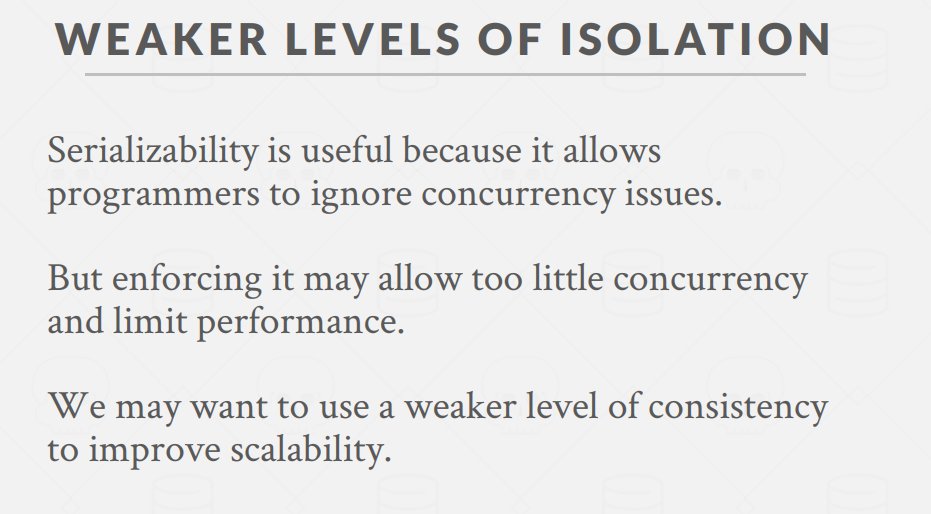 WEAKER LEVELS OF ISOLATION
Serializability is useful because it allows
programmers to ignore concurrency issues.
But enforcing it may allow too little concurrency
and limit performance.
We may want to use a weaker level of consistency
to improve scalability.